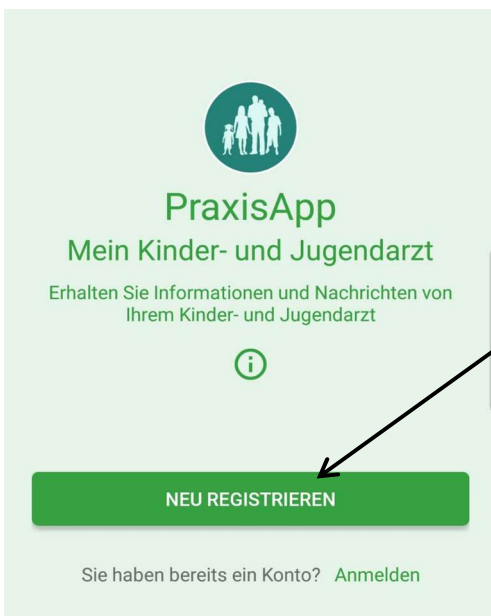 PraxisApp
Mein Kinder- und Jugendarzt
Erhalten Sie Informationen und Nachrichten von
Ihrem Kinder- und Jugendarzt
NEU REGISTRIEREN
Sie haben bereits ein Konto? Anmelden